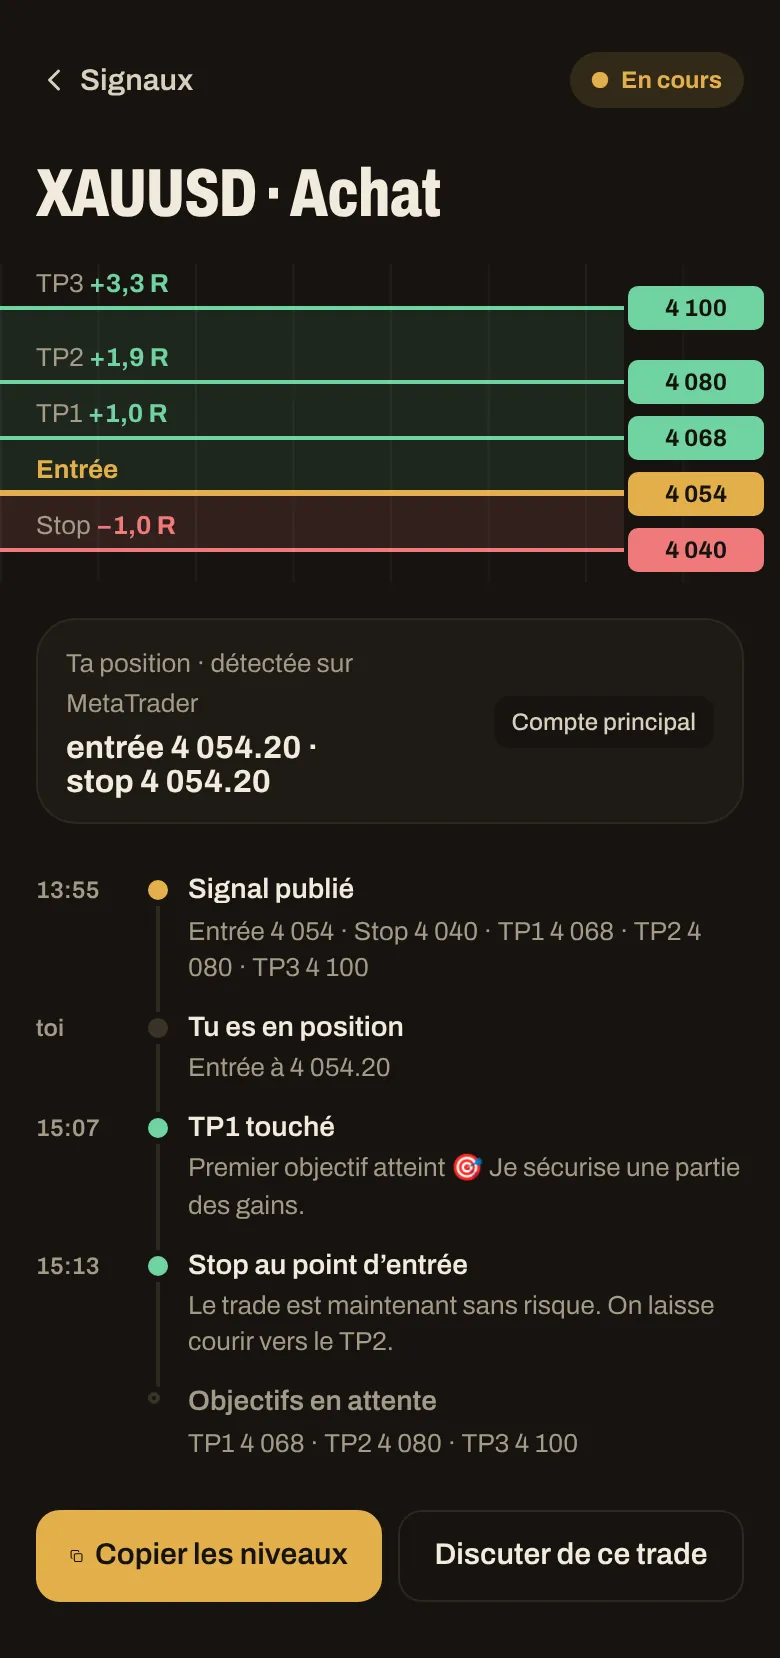 Signaux
En cours
XAUUSD · Achat
TP3 +3,3 R
4 100
TP2 +1,9 R
4 080
TP1 +1,0 R
4 068
Entrée
4 054
Stop −1,0 R
4 040
Ta position · détectée sur
MetaTrader
entrée 4 054.20 ·
stop 4 054.20
Compte principal
13:55
Signal publié
Entrée 4 054 · Stop 4 040 · TP1 4 068 · TP2 4
080 · TP3 4 100
toi
Tu es en position
Entrée à 4 054.20
15:07
TP1 touché
Premier objectif atteint 🎯 Je sécurise une partie
des gains.
15:13
Stop au point d’entrée
Le trade est maintenant sans risque. On laisse
courir vers le TP2.
Objectifs en attente
TP1 4 068 · TP2 4 080 · TP3 4 100
Copier les niveaux
Discuter de ce trade